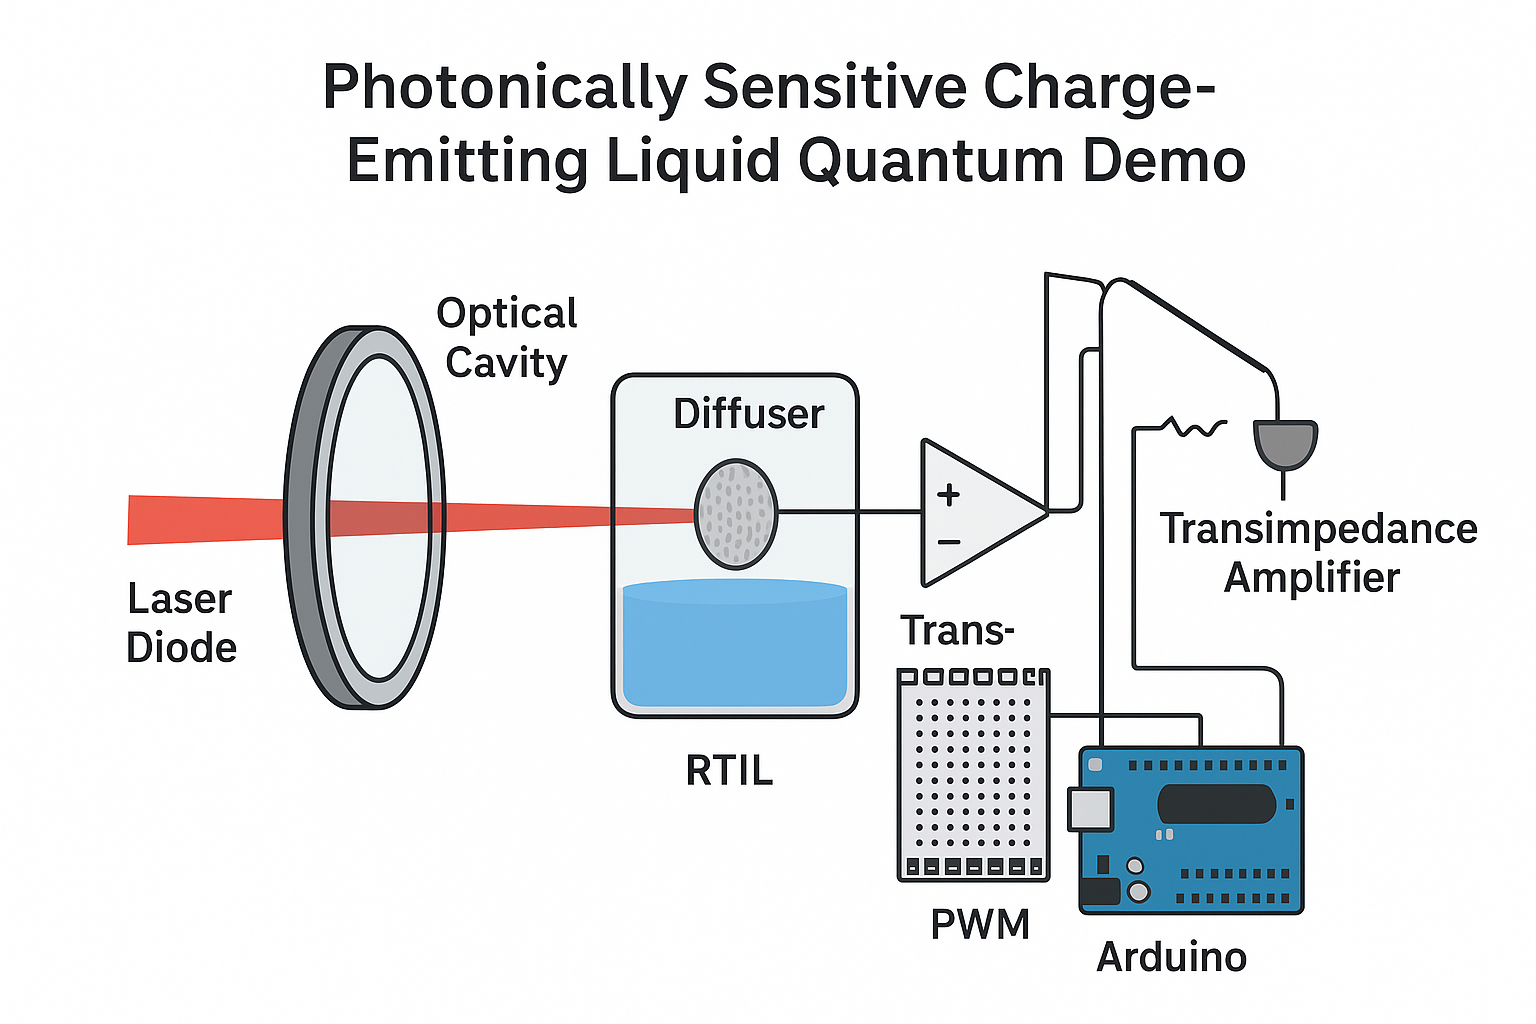 Photonically Sensitive Charge-
Emitting Liquid Quantum Demo
Optical
Cavity
Diffuser
+
−
Laser
Diode
Transimpedance
Amplifier
Trans-
RTIL
PWM
Arduino